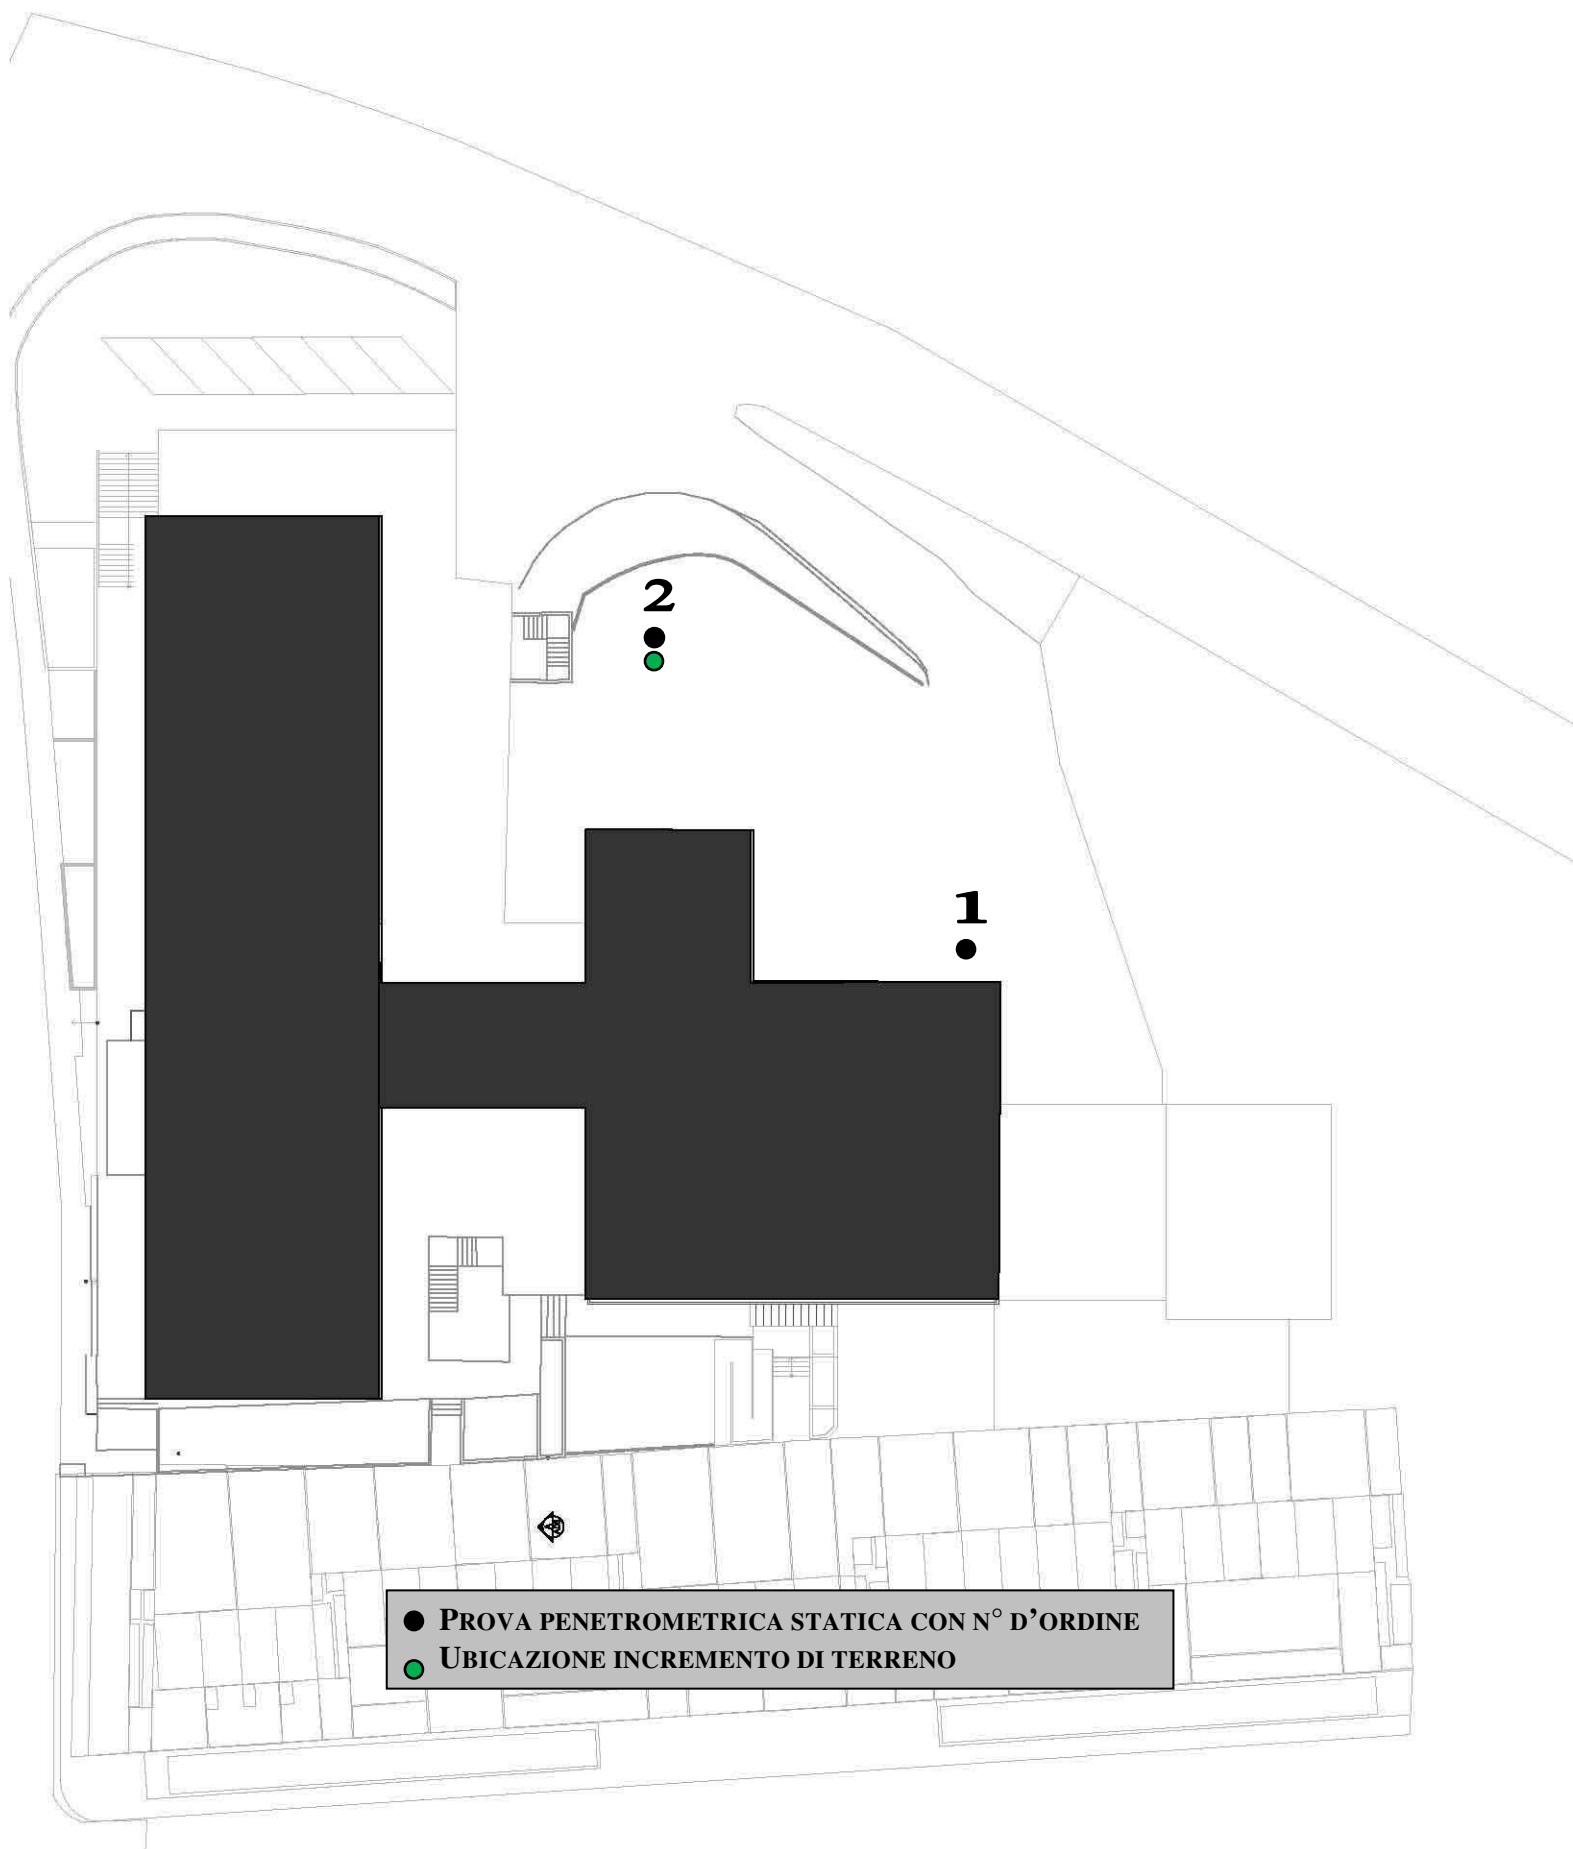 2
1
PROVA PENETROMETRICA STATICA CON N° D'ORDINE
UBICAZIONE INCREMENTO DI TERRENO